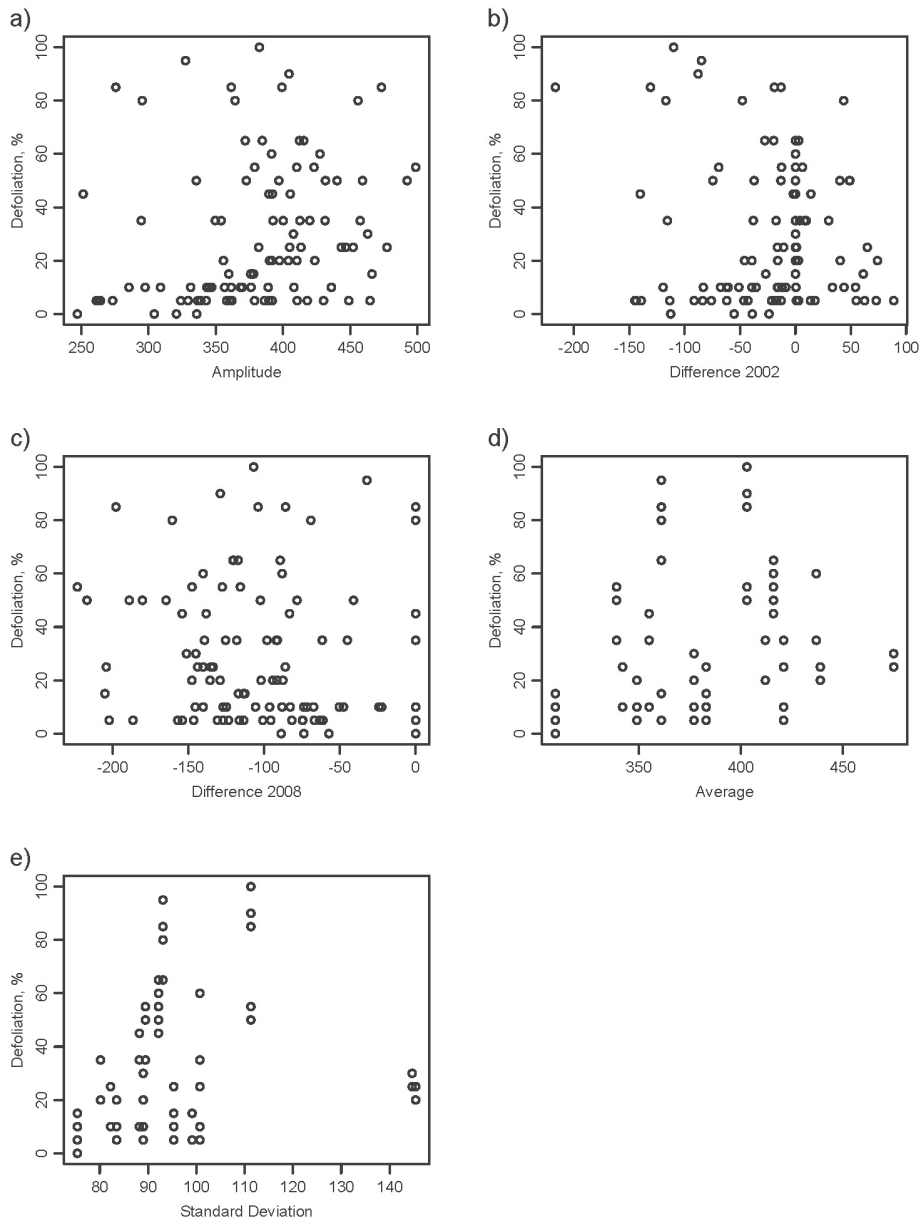 a)
Defoliation, %
0 20 40 60 80 100
250 300 350 400 450 500
Amplitude
b)
Defoliation, %
0 20 40 60 80 100
-200 -150 -100 -50 0 50 100
Difference 2002
c)
Defoliation, %
0 20 40 60 80 100
-200 -150 -100 -50 0
Difference 2008
d)
Defoliation, %
0 20 40 60 80 100
350 400 450
Average
e)
Defoliation, %
0 20 40 60 80 100
80 90 100 110 120 130 140
Standard Deviation